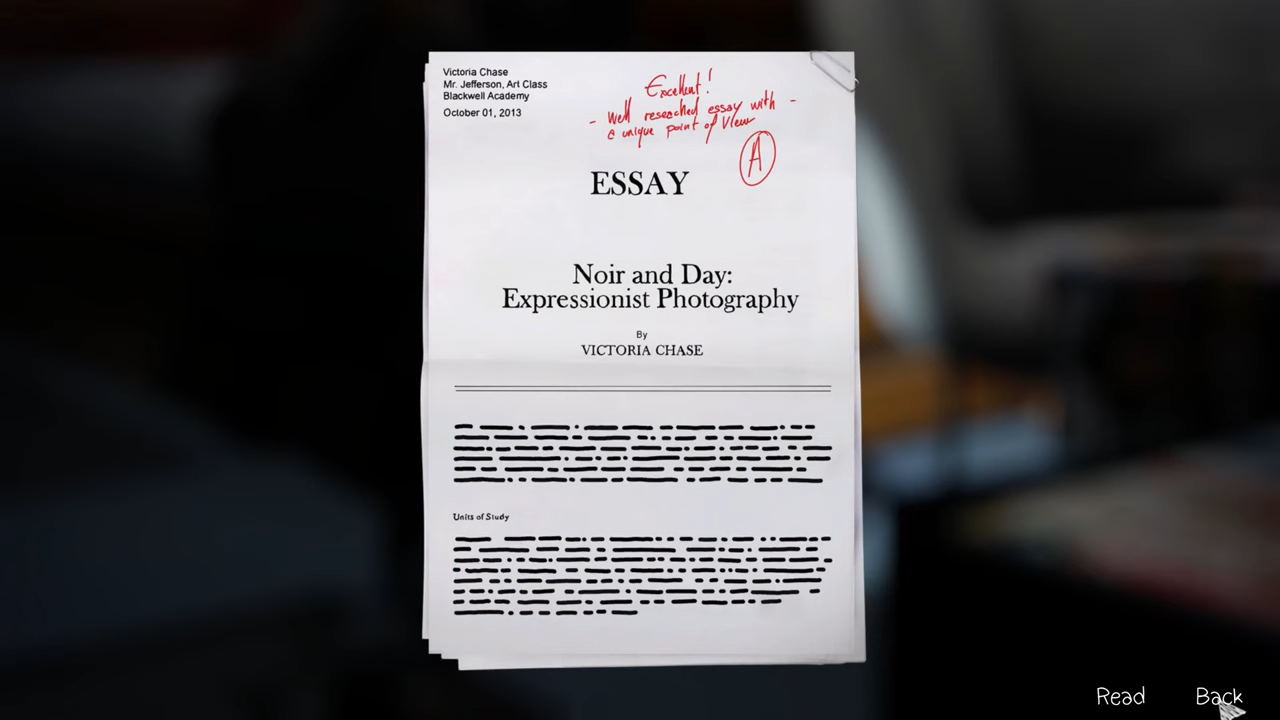 Victoria Chase
Mr. Jefferson, Art Class
Blackwell Academy
October 01, 2013
Excellent!
- Well reseached essay with -
a unique point of View
A
ESSAY
Noir and Day:
Expressionist Photography
By
VICTORIA CHASE
Units of Study
Read Back